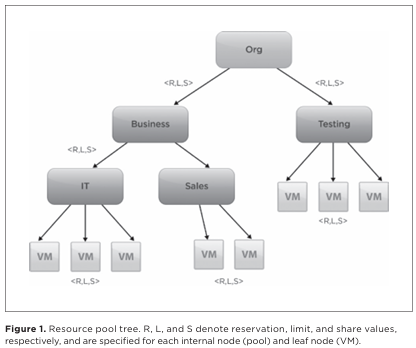 Org
<R,L,S> <R,L,S>
Business Testing
<R,L,S>
IT Sales VM VM VM
<R,L,S>
VM VM VM VM VM
<R,L,S> <R,L,S>
Figure 1. Resource pool tree. R, L, and S denote reservation, limit, and share values,
respectively, and are specified for each internal node (pool) and leaf node (VM).